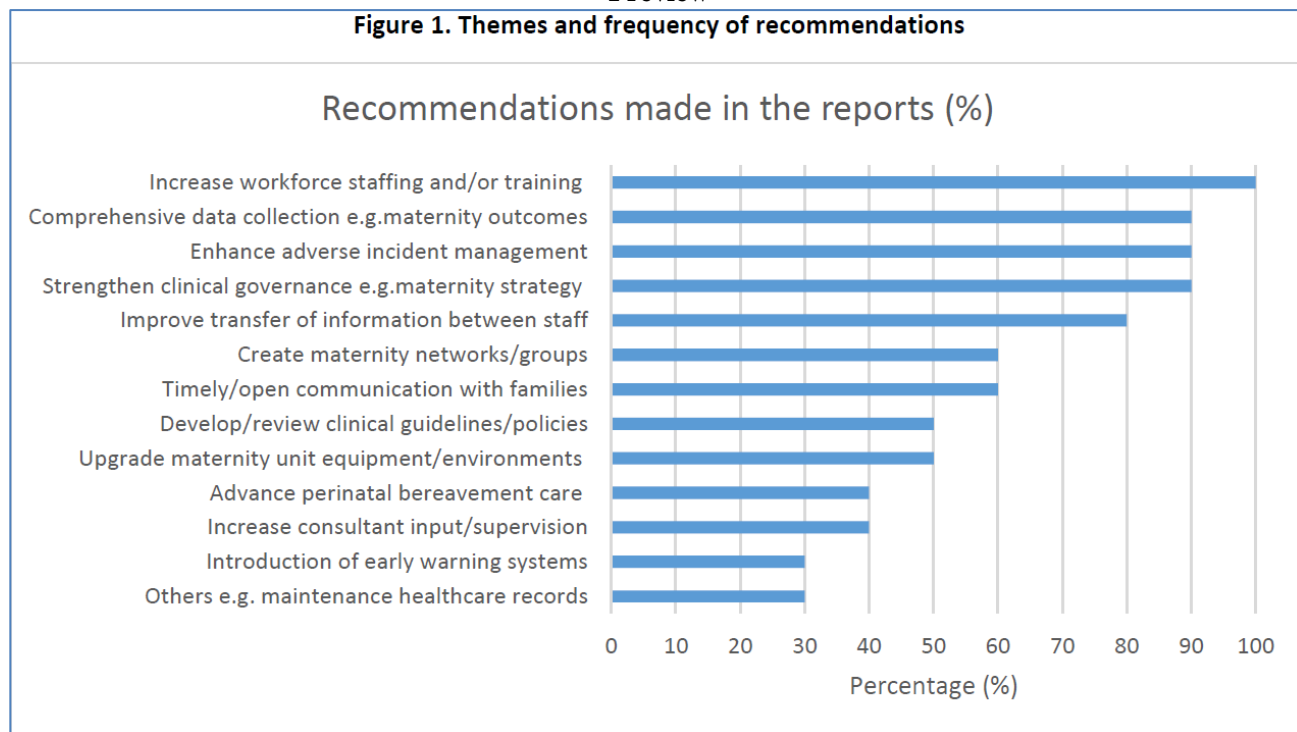 Figure 1. Themes and frequency of recommendations
Recommendations made in the reports (%)
Increase workforce staffing and/or training
Comprehensive data collection e.g.maternity outcomes
Enhance adverse incident management
Strengthen clinical governance e.g.maternity strategy
Improve transfer of information between staff
Create maternity networks/groups
Timely/open communication with families
Develop/review clinical guidelines/policies
Upgrade maternity unit equipment/environments
Advance perinatal bereavement care
Increase consultant input/supervision
Introduction of early warning systems
Others e.g. maintenance healthcare records
0 10 20 30 40 50 60 70 80 90 100
Percentage (%)